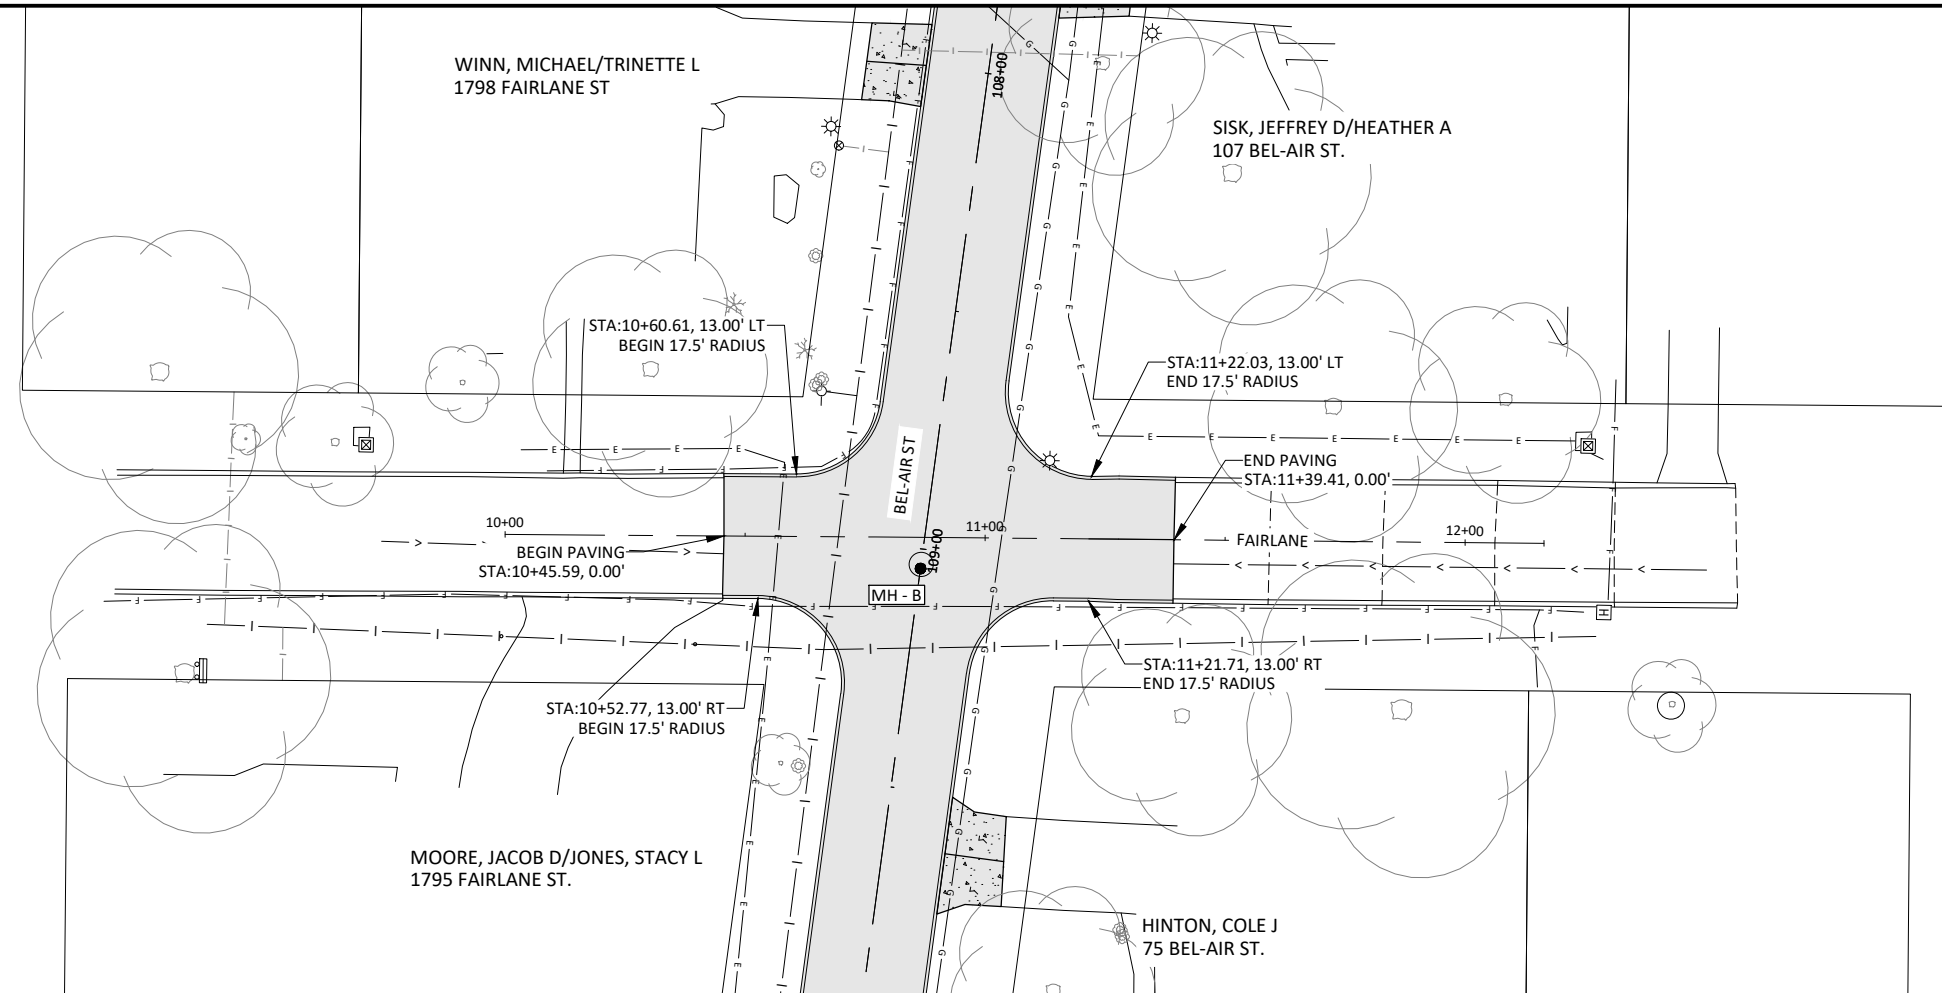 WINN, MICHAEL/TRINETTE L
1798 FAIRLANE ST
108+00
SISK, JEFFREY D/HEATHER A
107 BEL-AIR ST.
STA:10+60.61, 13.00' LT
BEGIN 17.5' RADIUS
STA:11+22.03, 13.00' LT
END 17.5' RADIUS
BEL-AIR ST
END PAVING
STA:11+39.41, 0.00'
10+00
11+00
12+00
FAIRLANE
BEGIN PAVING
STA:10+45.59, 0.00'
109+00
MH - B
H
STA:11+21.71, 13.00' RT
END 17.5' RADIUS
STA:10+52.77, 13.00' RT
BEGIN 17.5' RADIUS
MOORE, JACOB D/JONES, STACY L
1795 FAIRLANE ST.
HINTON, COLE J
75 BEL-AIR ST.